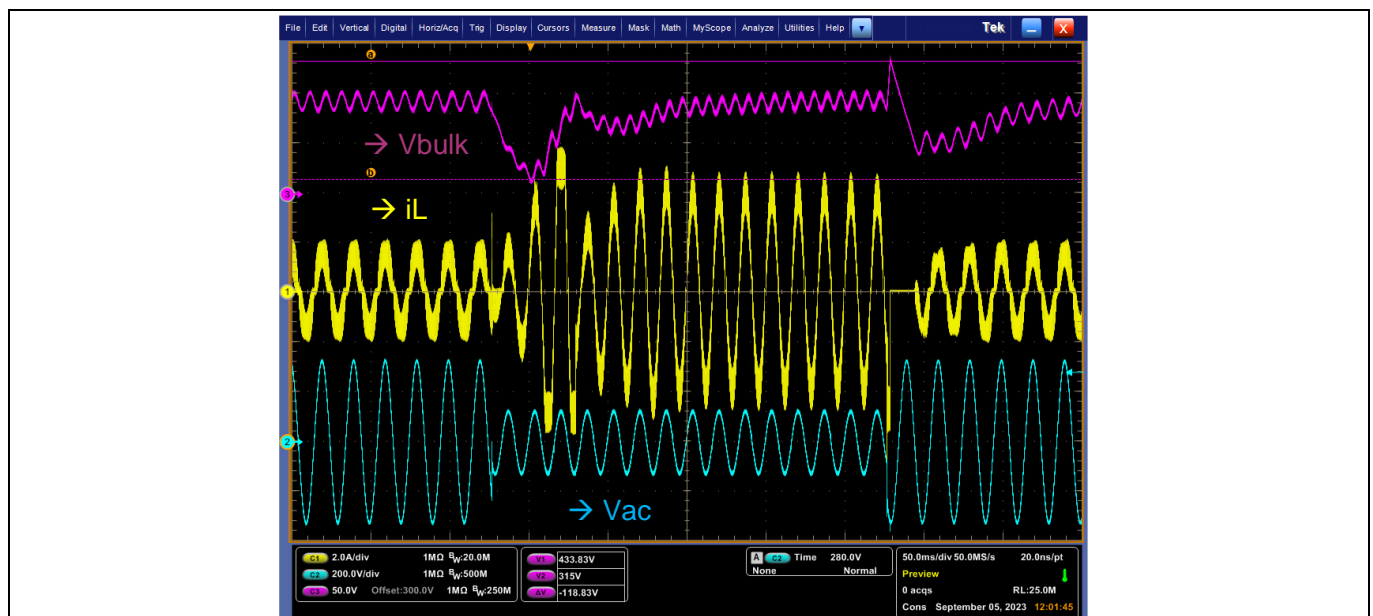 File Edit Vertical Digital Horiz/Acq Trig Display Cursors Measure Mask Math MyScope Analyze Utilities Help Tek X
a
→ Vbulk
b
3
→ iL
1
2
→ Vac
C1 2.0A/div 1MΩ BW:20.0M
C2 200.0V/div 1MΩ BW:500M
C3 50.0V Offset:300.0V 1MΩ BW:250M
V1 433.83V
V2 315V
ΔV -118.83V
A C2 Time 280.0V
None Normal
50.0ms/div 50.0MS/s 20.0ns/pt
Preview
0 acqs RL:25.0M
Cons September 05, 2023 12:01:45